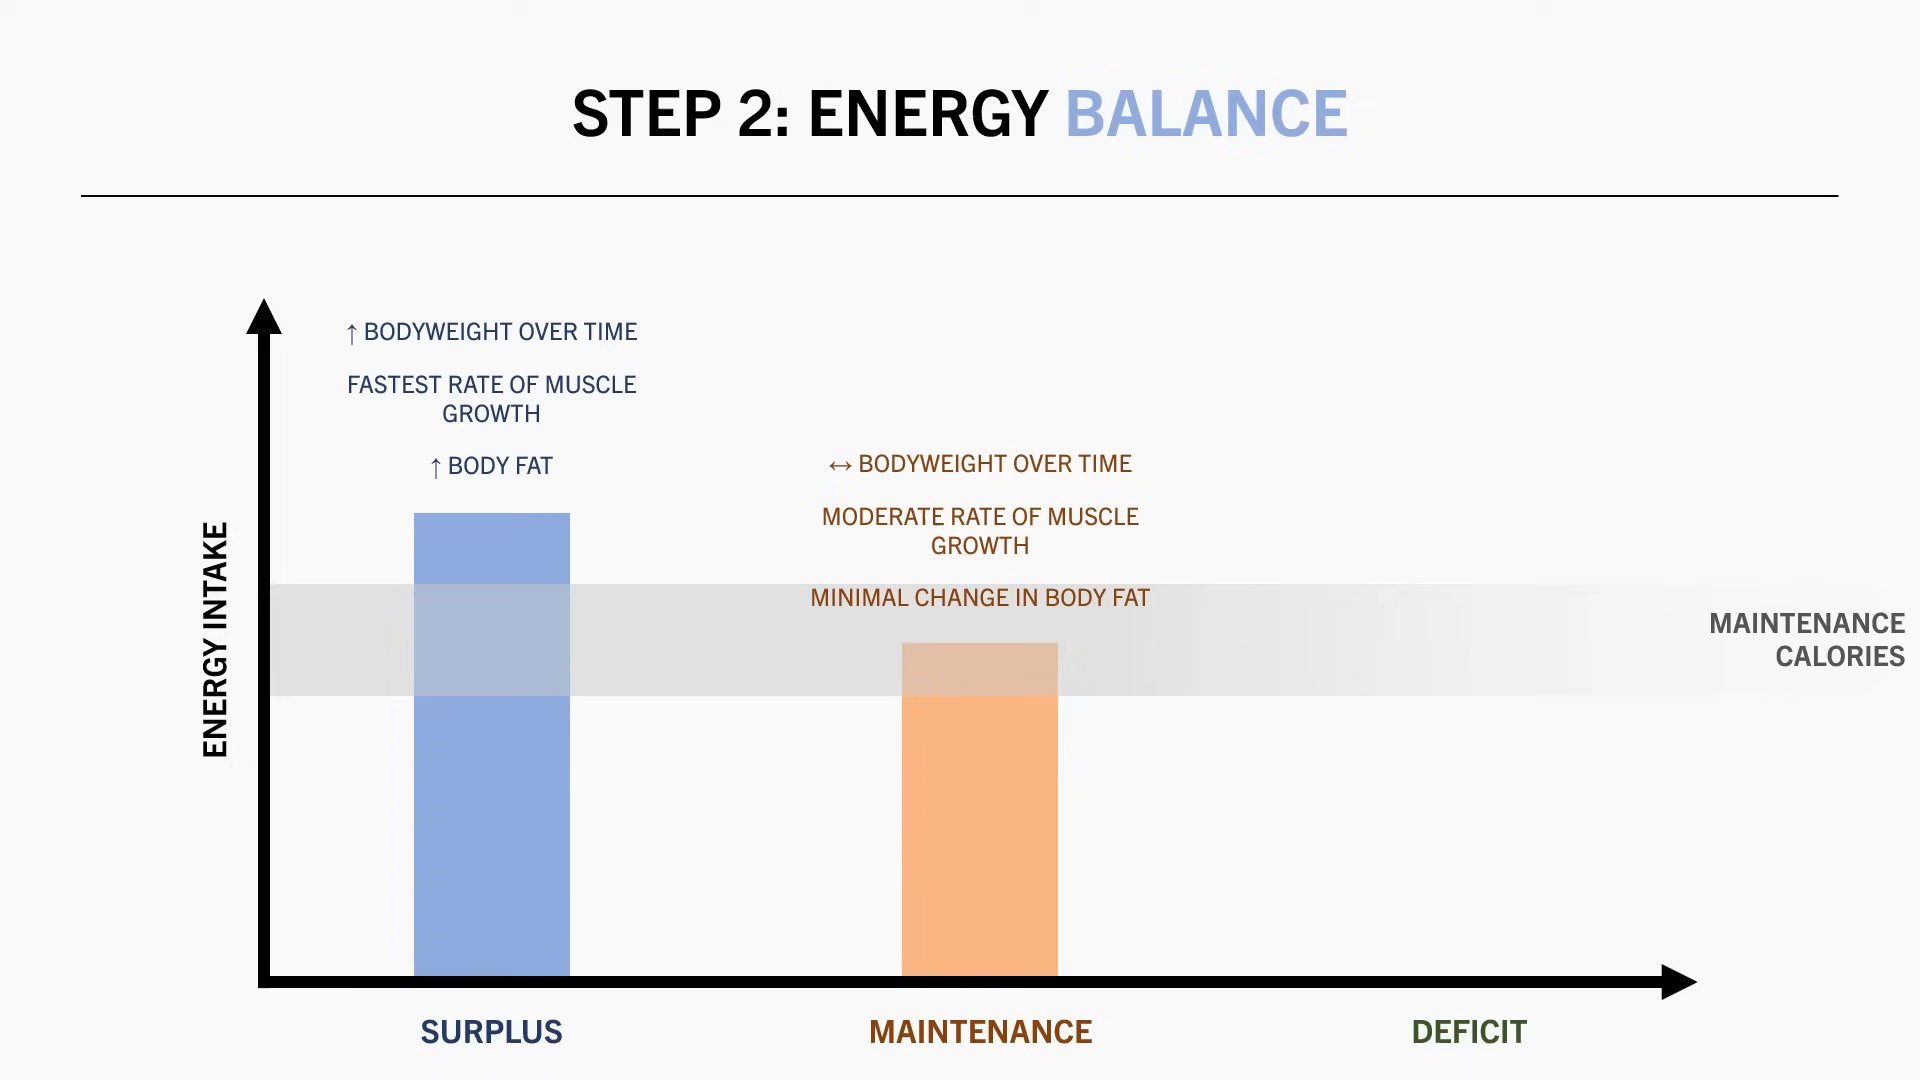 STEP 2: ENERGY BALANCE
↑ BODYWEIGHT OVER TIME
FASTEST RATE OF MUSCLE
GROWTH
↑ BODY FAT
↔ BODYWEIGHT OVER TIME
MODERATE RATE OF MUSCLE
GROWTH
MINIMAL CHANGE IN BODY FAT
ENERGY INTAKE
MAINTENANCE
CALORIES
SURPLUS
MAINTENANCE
DEFICIT